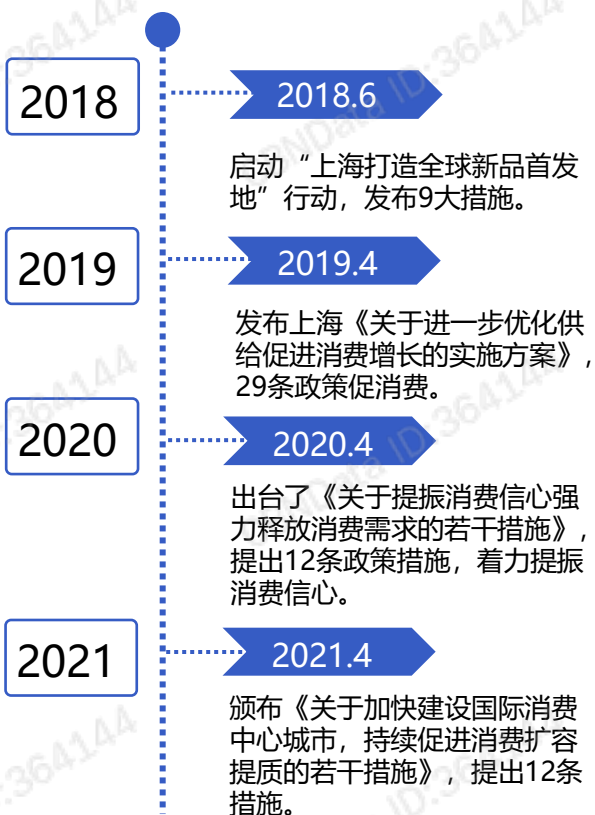 2018
2018.6
启动“上海打造全球新品首发
地”行动，发布9大措施。
2019
2019.4
发布上海《关于进一步优化供
给促进消费增长的实施方案》，
29条政策促消费。
2020
2020.4
出台了《关于提振消费信心强
力释放消费需求的若干措施》，
提出12条政策措施，着力提振
消费信心。
2021
2021.4
颁布《关于加快建设国际消费
中心城市，持续促进消费扩容
提质的若干措施》，提出12条
措施。